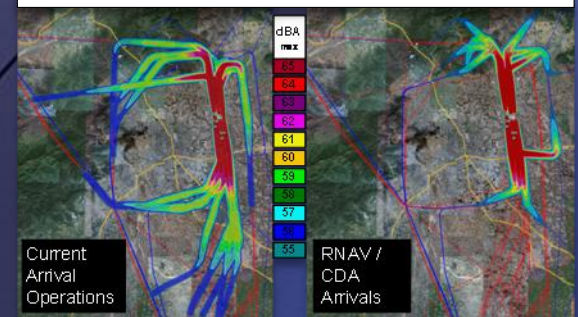 dBA
max
65
64
63
62
61
60
59
58
57
56
55
Current
Arrival
Operations
RNAV /
CDA
Arrivals